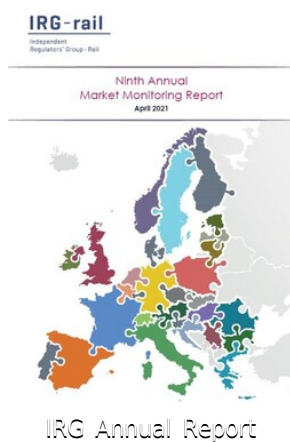 IRG-rail
Independent
Regulators' Group - Rail
Ninth Annual
Market Monitoring Report
April 2021
IRG Annual Report